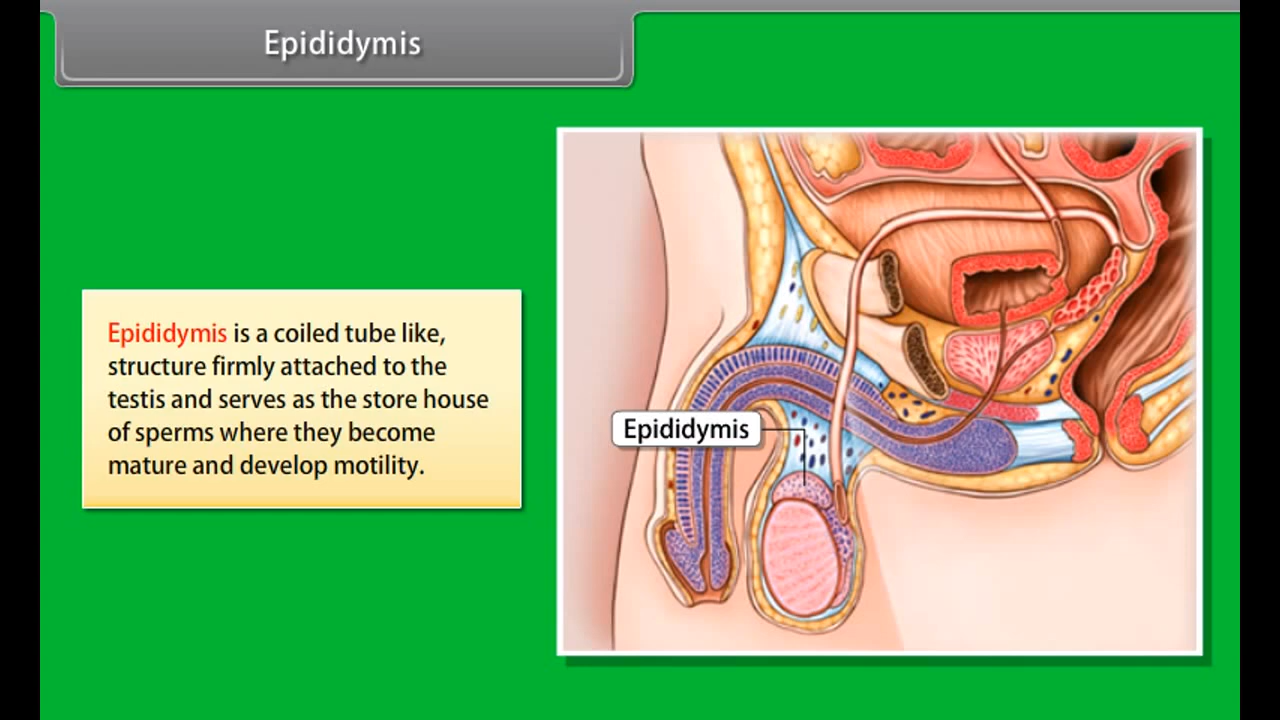 Epididymis
Epididymis is a coiled tube like,
structure firmly attached to the
testis and serves as the store house
of sperms where they become
mature and develop motility.
Epididymis